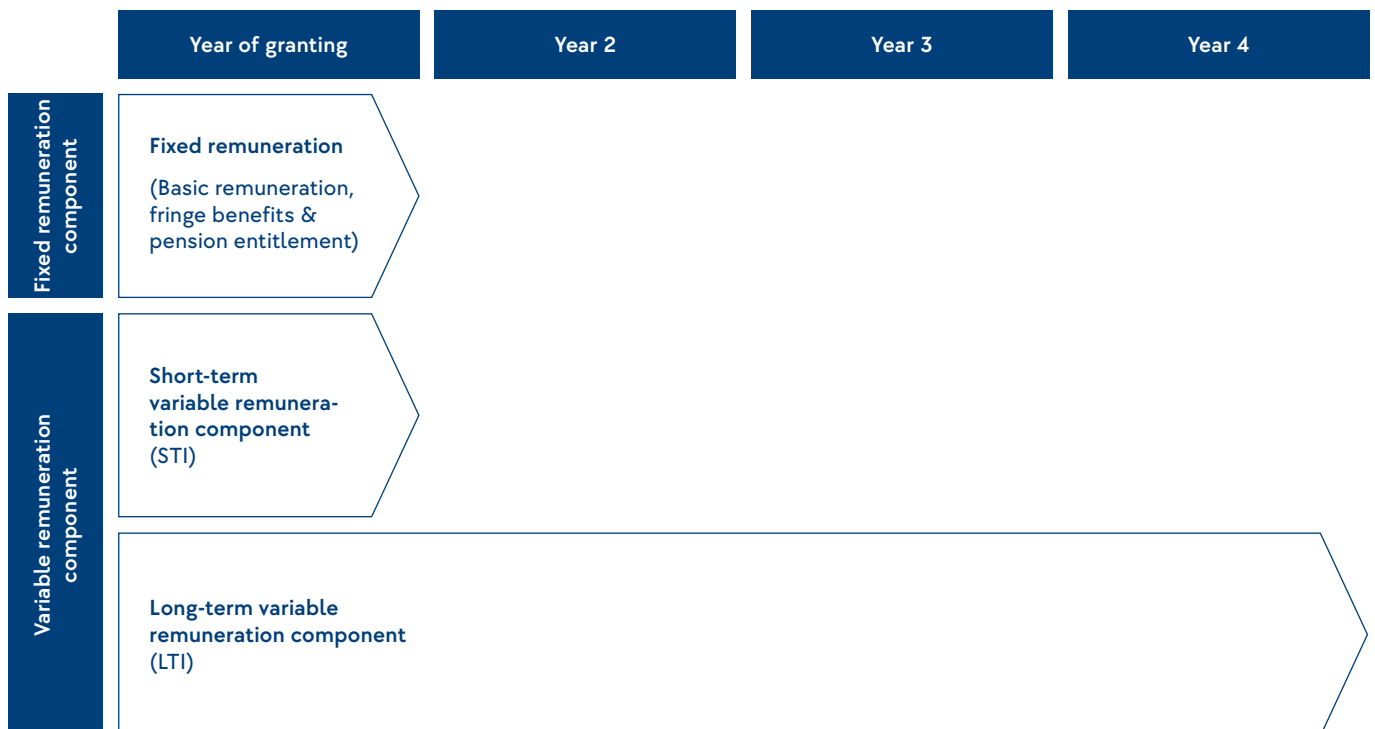 Year of granting
Year 2
Year 3
Year 4
Fixed remuneration
component
Fixed remuneration
(Basic remuneration,
fringe benefits &
pension entitlement)
Variable remuneration
component
Short-term
variable remunera-
tion component
(STI)
Long-term variable
remuneration component
(LTI)